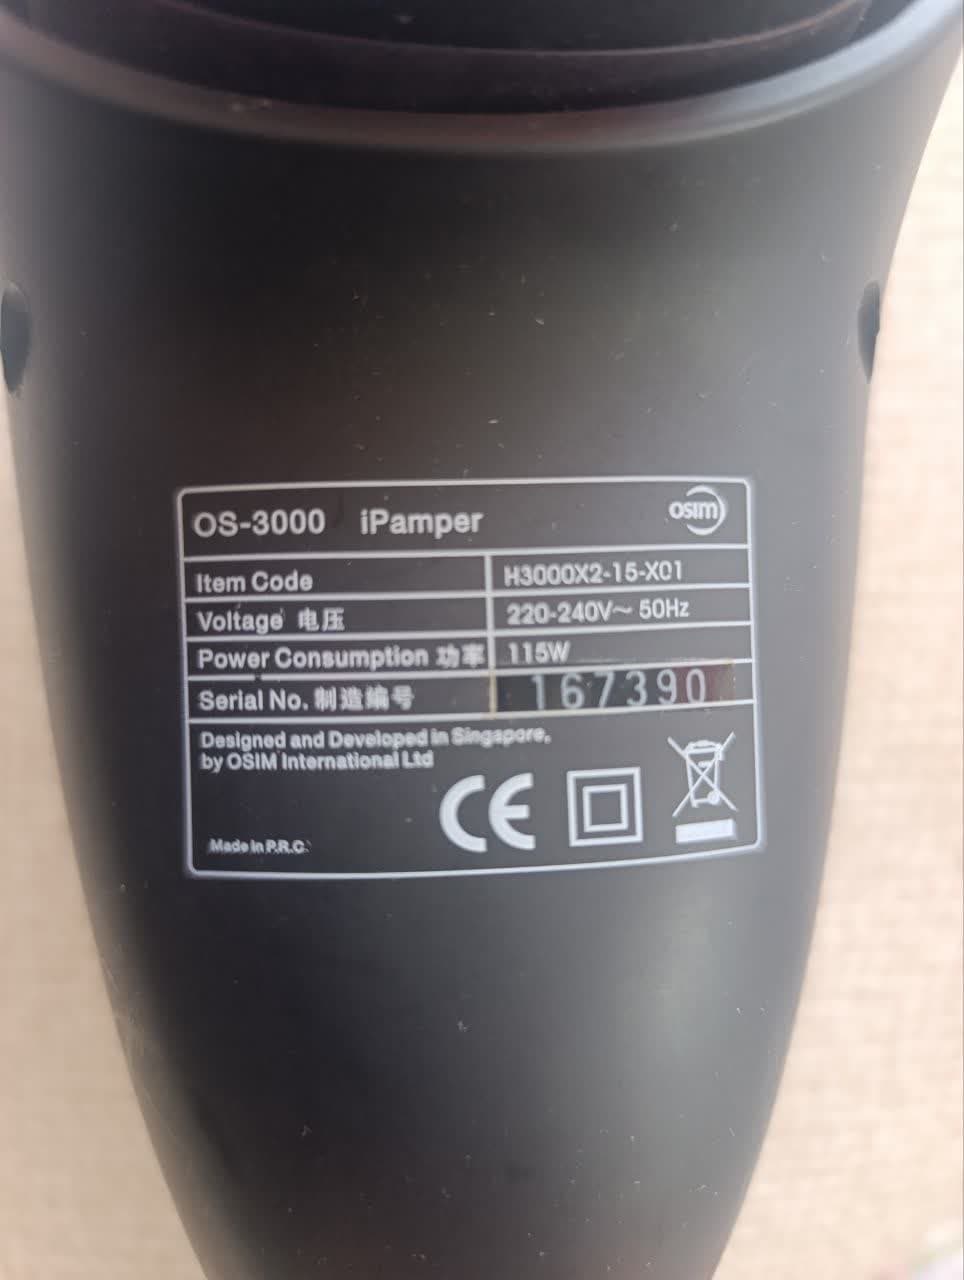 OS-3000 iPamper osim
Item Code H3000X2-15-X01
Voltage 电压 220-240V~ 50Hz
Power Consumption 功率 115W
Serial No. 制造编号 167390
Designed and Developed in Singapore,
by OSIM International Ltd
CE
Made in P.R.C.